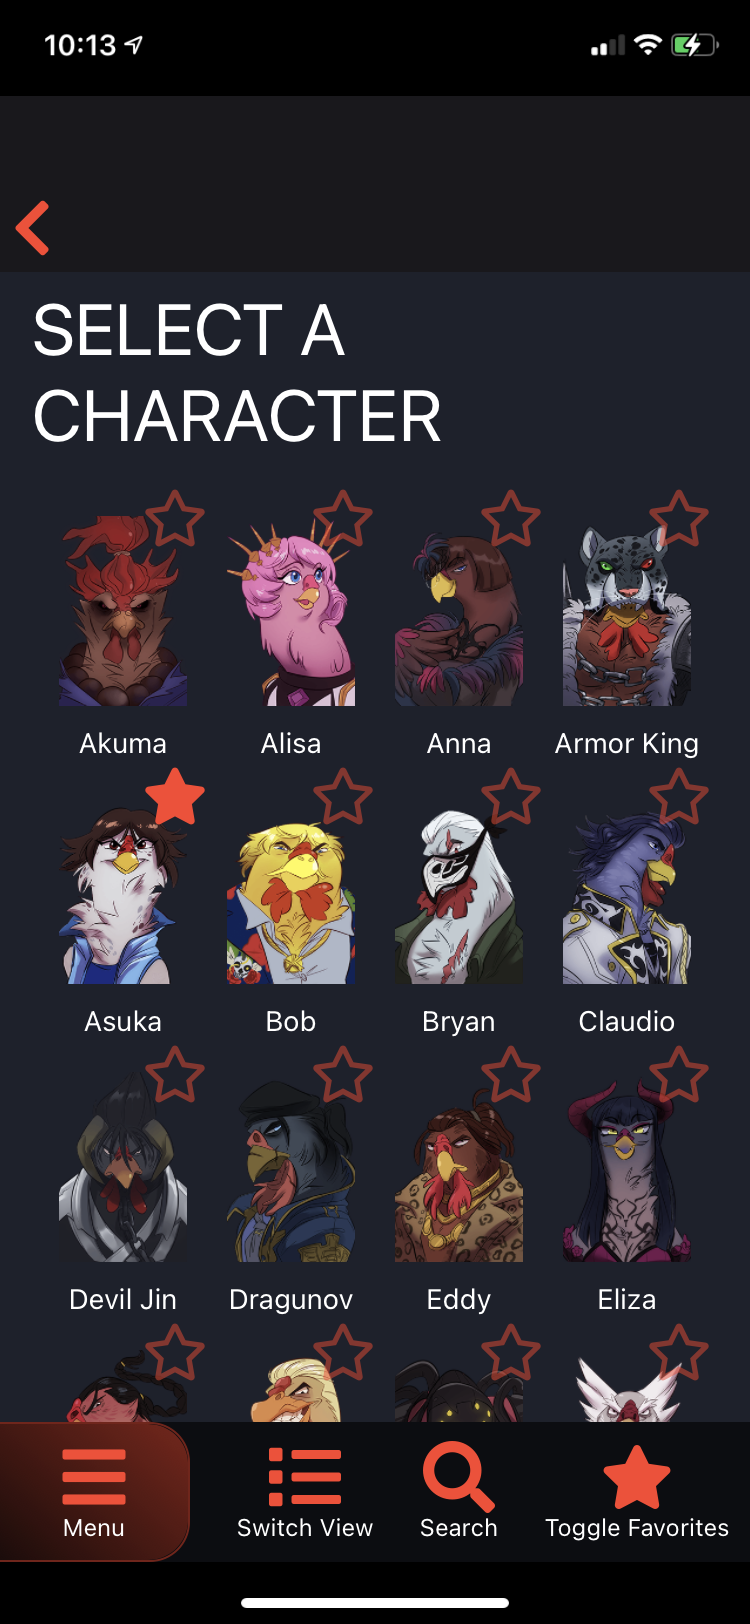 10:13
SELECT A
CHARACTER
Akuma
Alisa
Anna
Armor King
Asuka
Bob
Bryan
Claudio
Devil Jin
Dragunov
Eddy
Eliza
Menu
Switch View
Search
Toggle Favorites